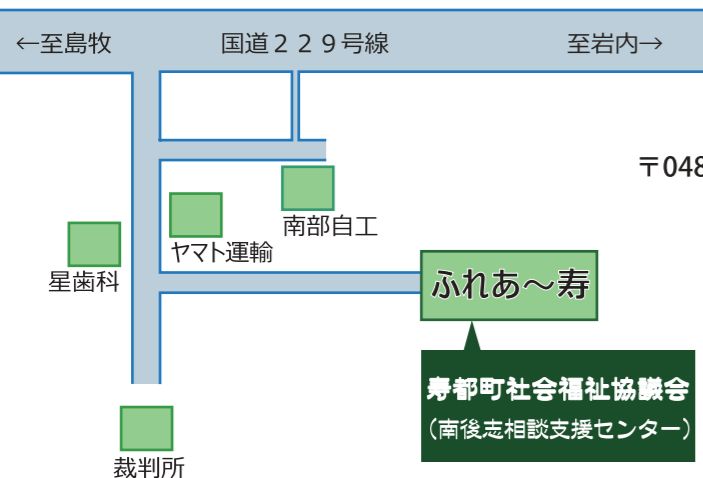 ←至島牧
国道２２９号線
至岩内→
〒048
南部自工
ヤマト運輸
星歯科
ふれあ～寿
寿都町社会福祉協議会
（南後志相談支援センター）
裁判所